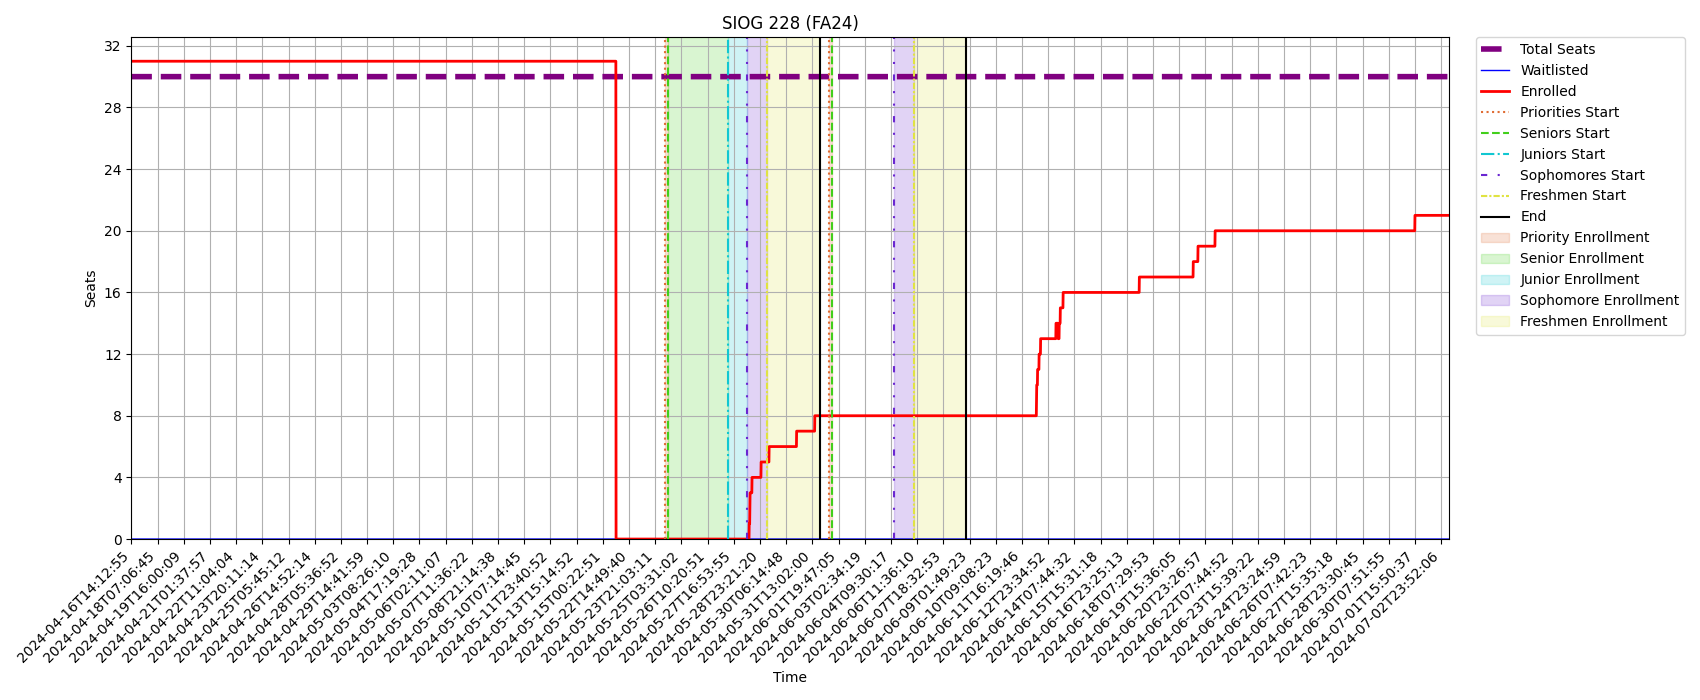 SIOG 228 (FA24)
32
28
24
20
16
12
8
4
0
Seats
2024-04-16T14:12:55
2024-04-18T07:06:45
2024-04-19T16:00:09
2024-04-21T01:37:57
2024-04-22T11:04:04
2024-04-23T20:11:14
2024-04-25T05:45:12
2024-04-26T14:52:14
2024-04-28T05:36:52
2024-04-29T14:41:59
2024-05-03T08:26:10
2024-05-04T17:19:28
2024-05-06T02:11:07
2024-05-07T11:36:22
2024-05-08T21:14:38
2024-05-10T07:14:45
2024-05-11T23:40:52
2024-05-13T15:14:52
2024-05-15T00:22:51
2024-05-22T14:49:40
2024-05-23T21:03:11
2024-05-25T03:31:02
2024-05-26T10:20:51
2024-05-27T16:53:55
2024-05-28T23:21:20
2024-05-30T06:14:48
2024-05-31T13:02:00
2024-06-01T19:47:05
2024-06-03T02:34:19
2024-06-04T09:30:17
2024-06-06T11:36:10
2024-06-07T18:32:53
2024-06-09T01:49:23
2024-06-10T09:08:23
2024-06-11T16:19:46
2024-06-12T23:34:52
2024-06-14T07:44:32
2024-06-15T15:31:18
2024-06-16T23:25:13
2024-06-18T07:29:53
2024-06-19T15:36:05
2024-06-20T23:26:57
2024-06-22T07:44:52
2024-06-23T15:39:22
2024-06-24T23:24:59
2024-06-26T07:42:23
2024-06-27T15:35:18
2024-06-28T23:30:45
2024-06-30T07:51:55
2024-07-01T15:50:37
2024-07-02T23:52:06
Time
Total Seats
Waitlisted
Enrolled
Priorities Start
Seniors Start
Juniors Start
Sophomores Start
Freshmen Start
End
Priority Enrollment
Senior Enrollment
Junior Enrollment
Sophomore Enrollment
Freshmen Enrollment